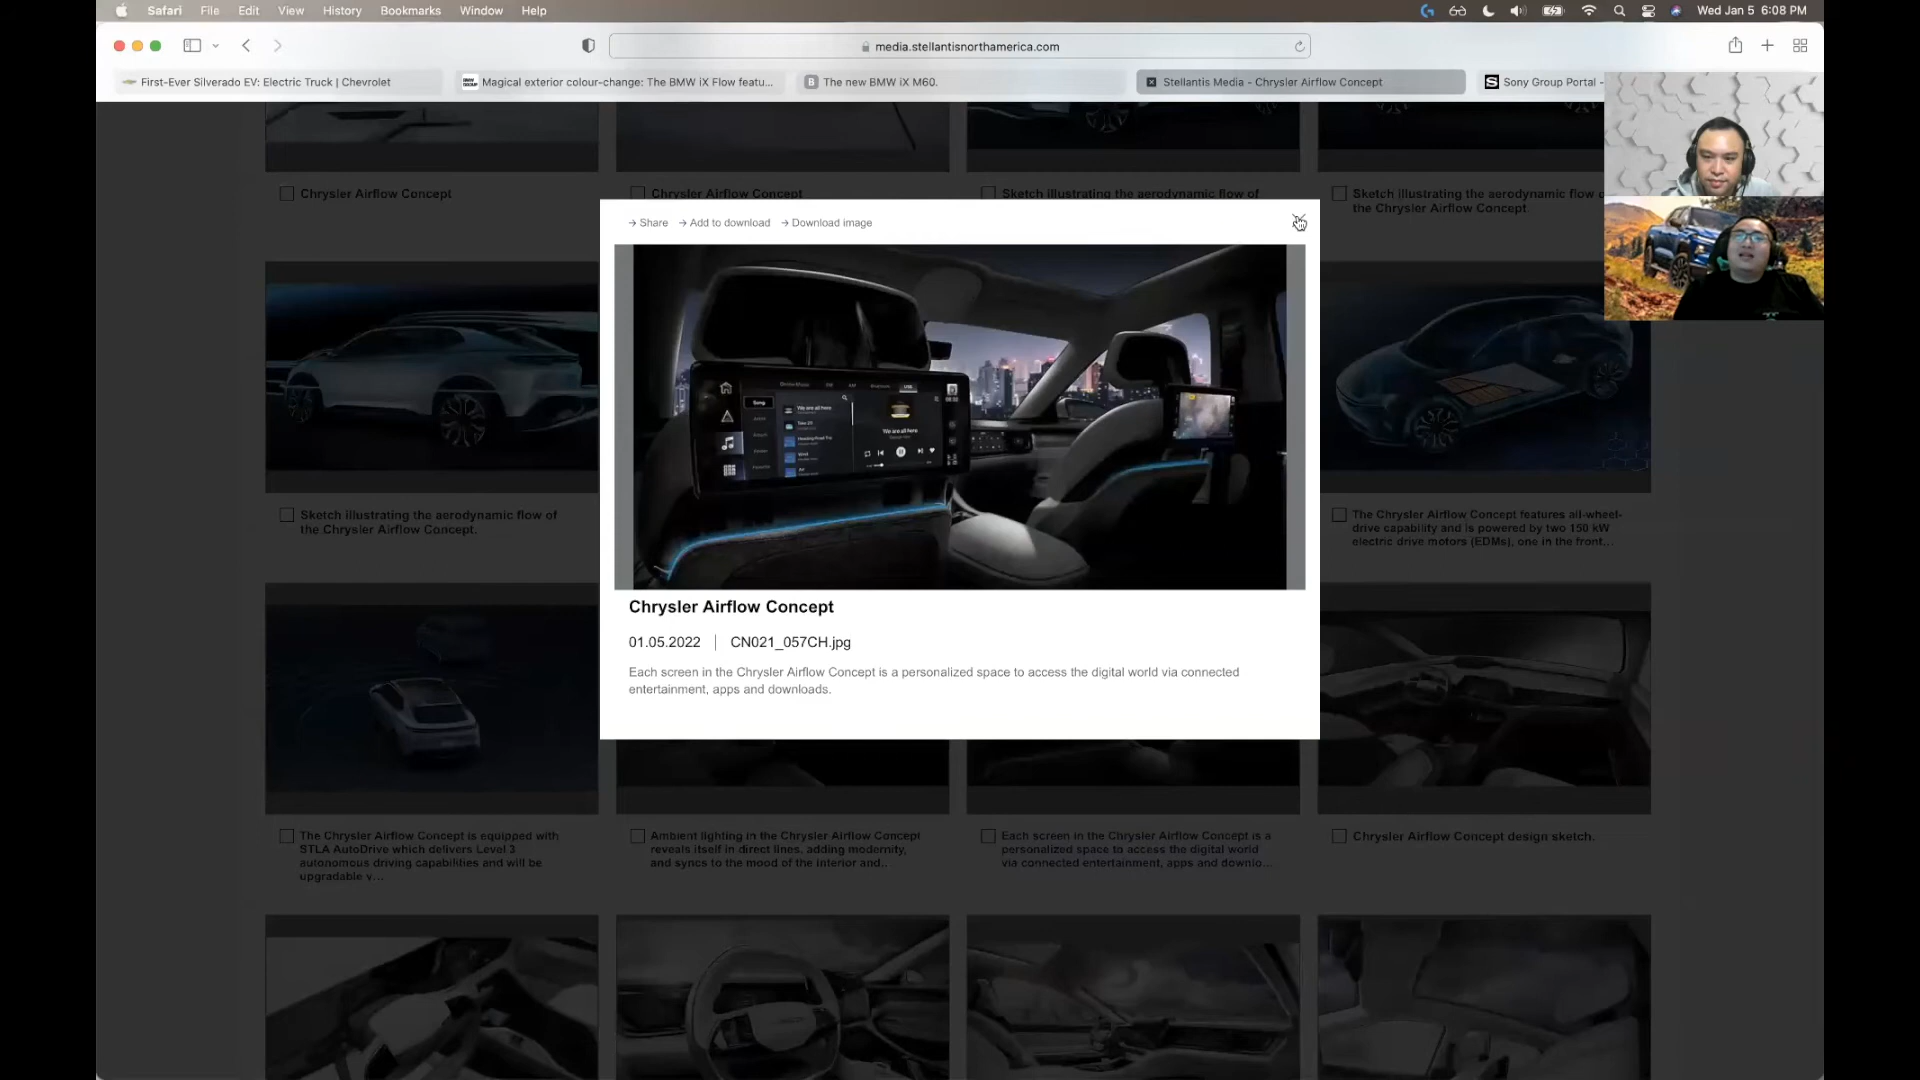 Safari File Edit View History Bookmarks Window Help Wed Jan 5 6:08 PM
media.stellantisnorthamerica.com
First-Ever Silverado EV: Electric Truck | Chevrolet
Magical exterior colour-change: The BMW iX Flow featu...
B The new BMW iX M60.
Stellantis Media - Chrysler Airflow Concept
S Sony Group Portal -
Chrysler Airflow Concept
Chrysler Airflow Concept
Sketch illustrating the aerodynamic flow of
Sketch illustrating the aerodynamic flow o
the Chrysler Airflow Concept.
Share Add to download Download image
We are all here
Chrysler Airflow Concept
01.05.2022 | CN021_057CH.jpg
Each screen in the Chrysler Airflow Concept is a personalized space to access the digital world via connected
entertainment, apps and downloads.
Sketch illustrating the aerodynamic flow of
the Chrysler Airflow Concept.
The Chrysler Airflow Concept features all-wheel-
drive capability and is powered by two 150 kW
electric drive motors (EDMs), one in the front...
The Chrysler Airflow Concept is equipped with
STLA AutoDrive which delivers Level 3
autonomous driving capabilities and will be
upgradable v...
Ambient lighting in the Chrysler Airflow Concept
reveals itself in direct lines, adding modernity,
and syncs to the mood of the interior and...
Each screen in the Chrysler Airflow Concept is a
personalized space to access the digital world
via connected entertainment, apps and downlo...
Chrysler Airflow Concept design sketch.